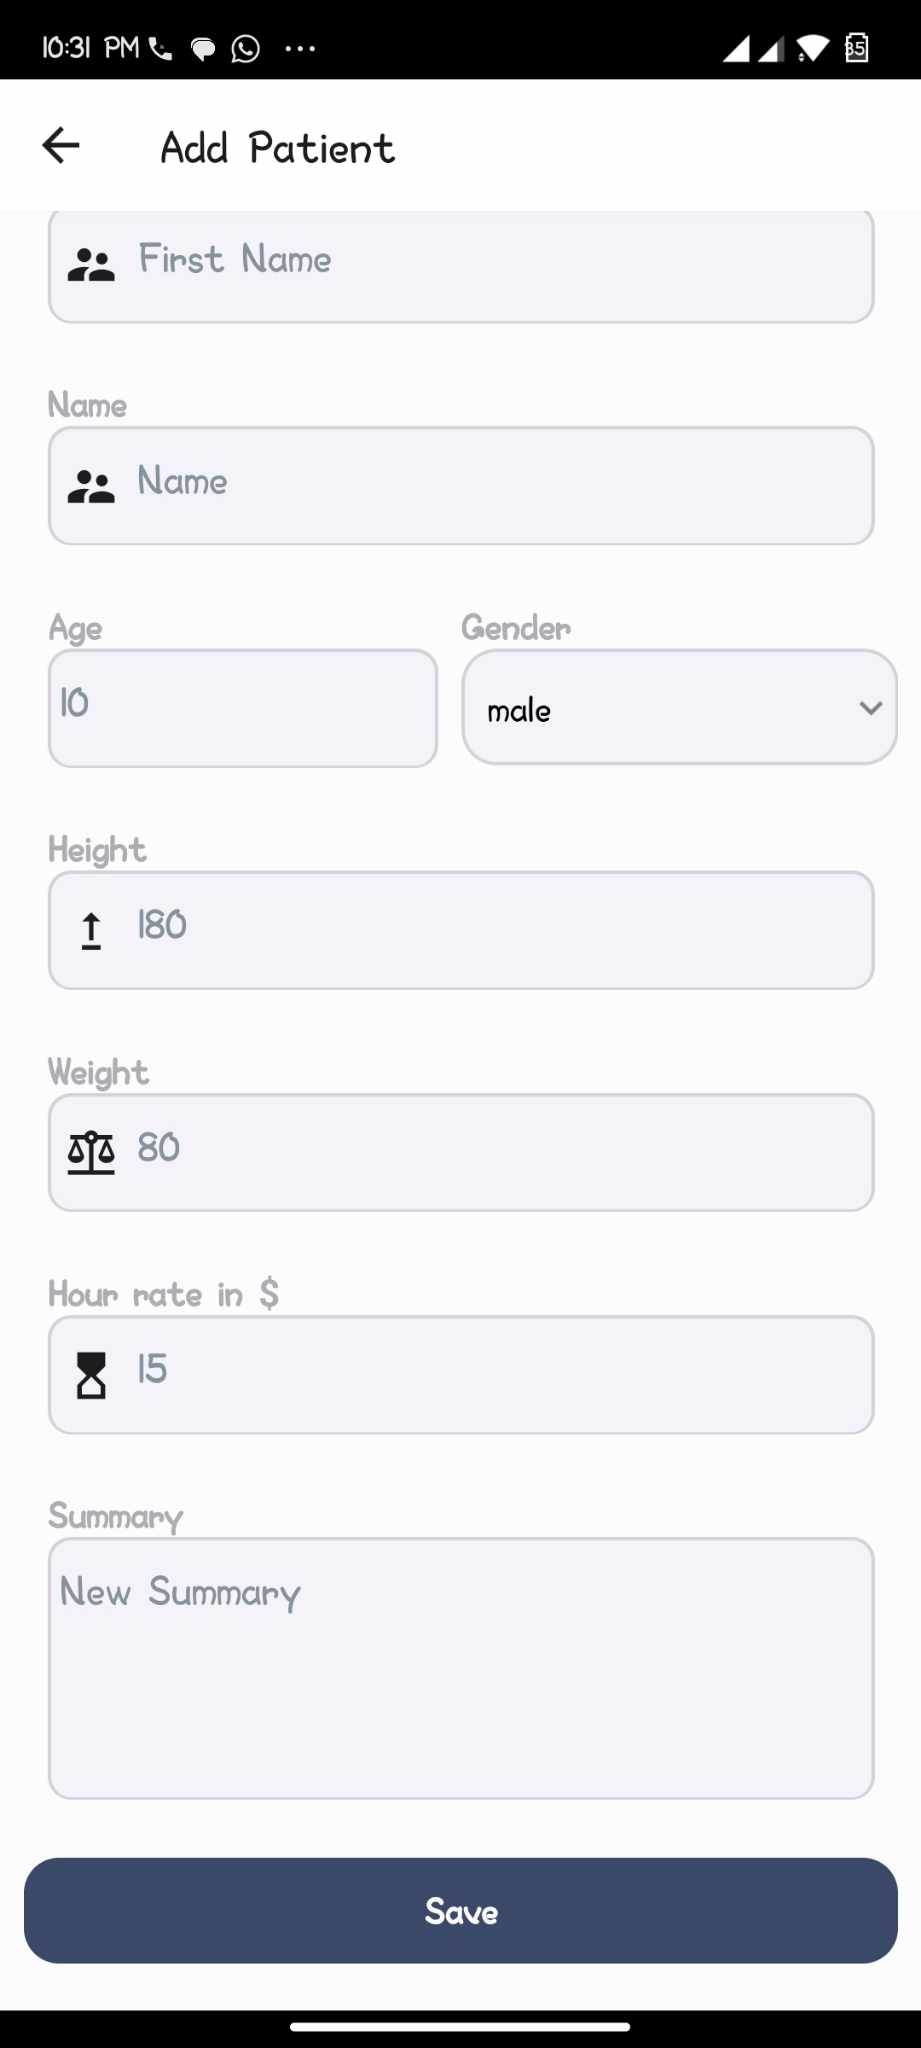 10:31 PM ... 35
Add Patient
First Name
Name
Name
Age Gender
10 male
Height
180
Weight
80
Hour rate in $
15
Summary
New Summary
Save